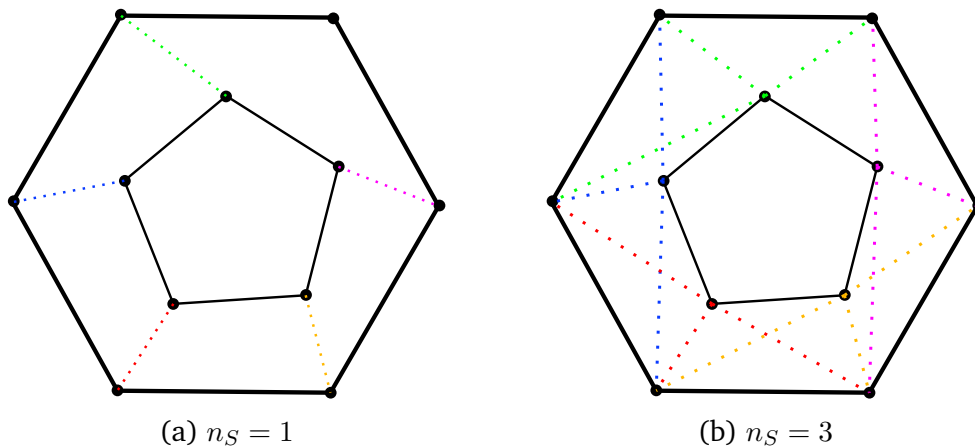 (a) n_S = 1
(b) n_S = 3